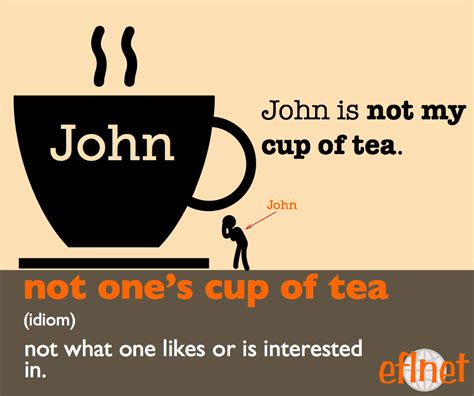 John
John is not my
cup of tea.
John
not one's cup of tea
(idiom)
not what one likes or is interested
in.
eflnet